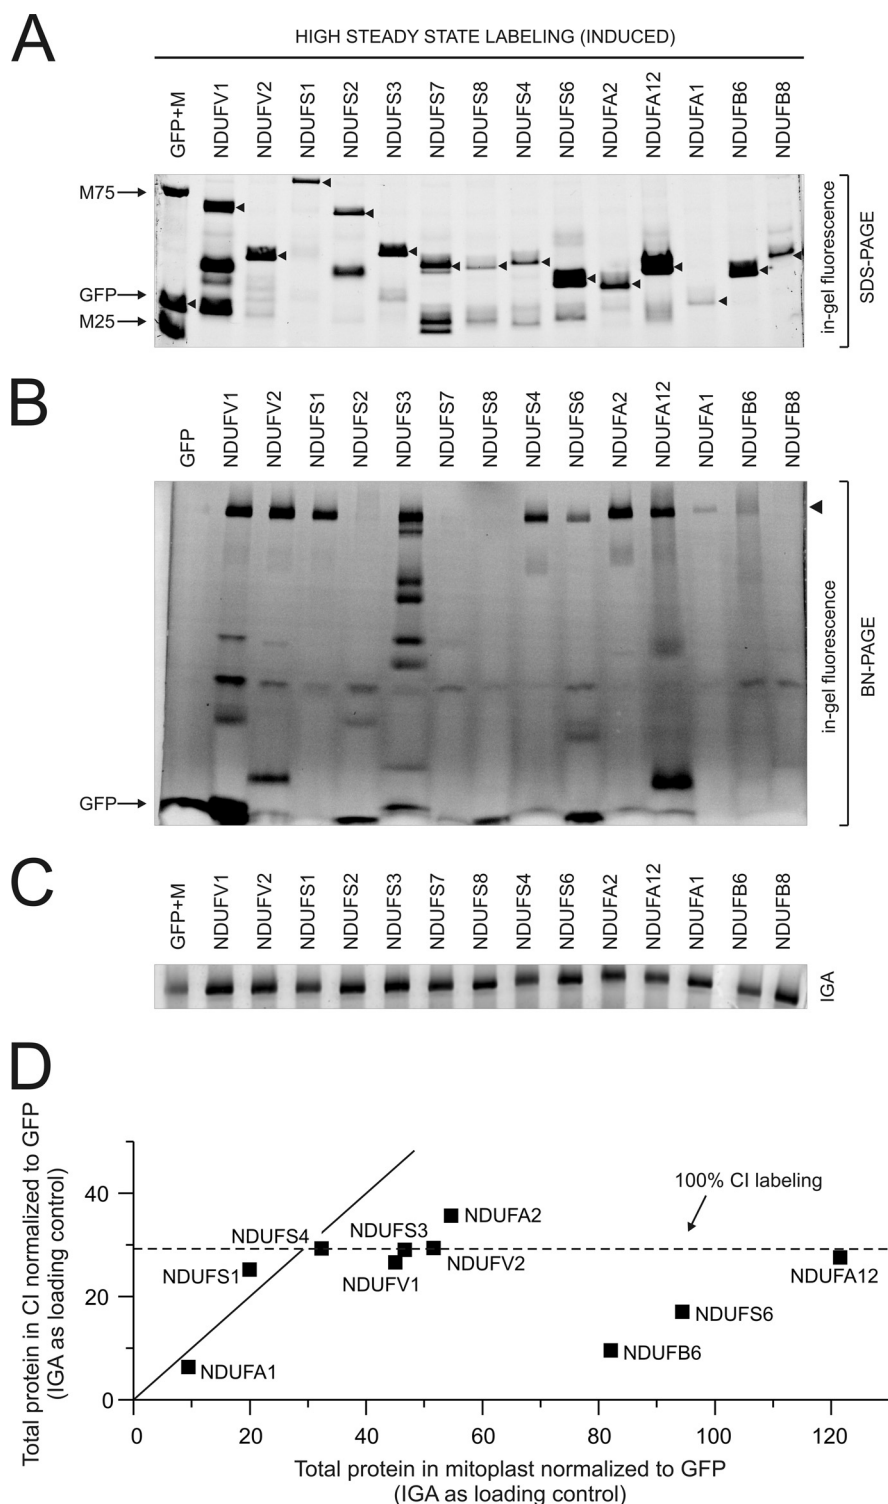 A
HIGH STEADY STATE LABELING (INDUCED)
GFP+M
NDUFV1
NDUFV2
NDUFS1
NDUFS2
NDUFS3
NDUFS7
NDUFS8
NDUFS4
NDUFS6
NDUFA2
NDUFA12
NDUFA1
NDUFB6
NDUFB8
M75
GFP
M25
in-gel fluorescence
SDS-PAGE
B
GFP
NDUFV1
NDUFV2
NDUFS1
NDUFS2
NDUFS3
NDUFS7
NDUFS8
NDUFS4
NDUFS6
NDUFA2
NDUFA12
NDUFA1
NDUFB6
NDUFB8
GFP
in-gel fluorescence
BN-PAGE
C
GFP+M
NDUFV1
NDUFV2
NDUFS1
NDUFS2
NDUFS3
NDUFS7
NDUFS8
NDUFS4
NDUFS6
NDUFA2
NDUFA12
NDUFA1
NDUFB6
NDUFB8
IGA
D
Total protein in CI normalized to GFP
(IGA as loading control)
40
20
0
100% CI labeling
NDUFA2
NDUFS4
NDUFS3
NDUFS1
NDUFV1
NDUFV2
NDUFA12
NDUFS6
NDUFB6
NDUFA1
0 20 40 60 80 100 120
Total protein in mitoplast normalized to GFP
(IGA as loading control)